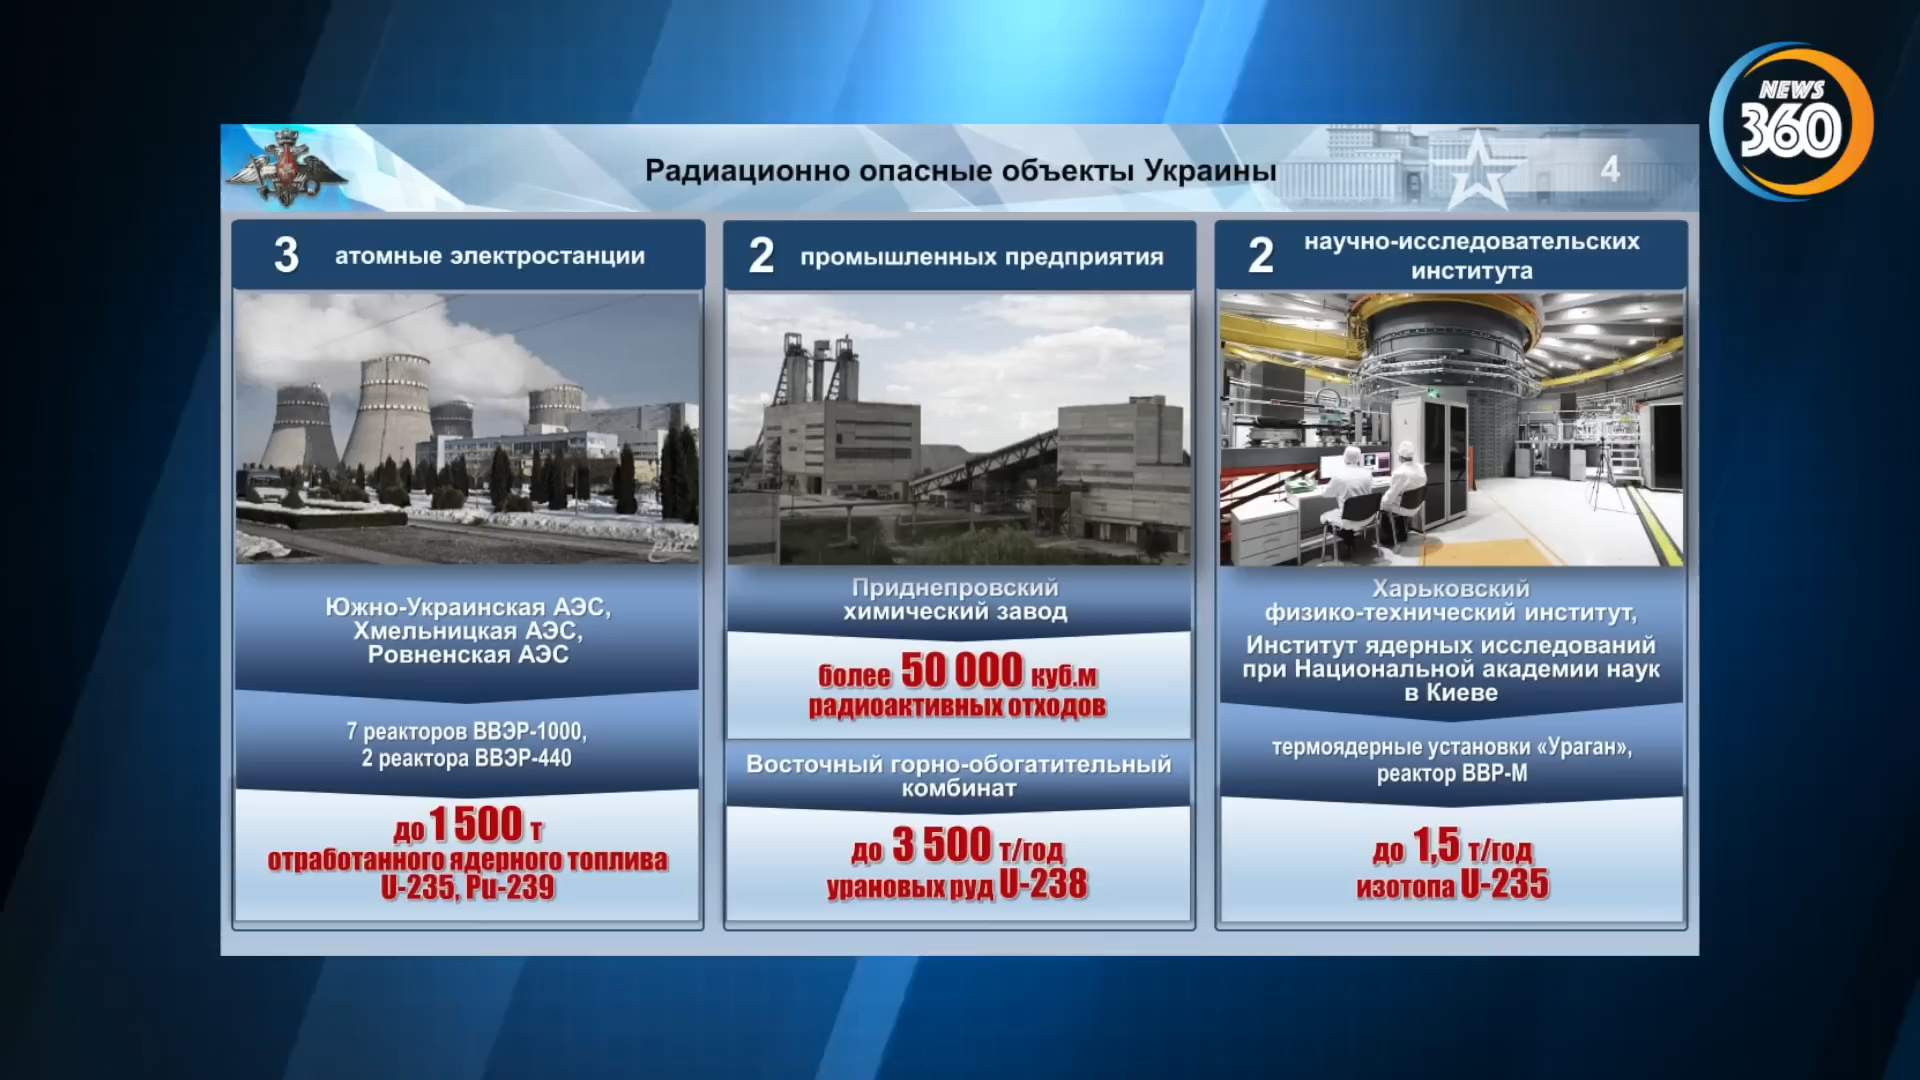 NEWS
360
Радиационно опасные объекты Украины
4
3 атомные электростанции
Южно-Украинская АЭС,
Хмельницкая АЭС,
Ровненская АЭС
7 реакторов ВВЭР-1000,
2 реактора ВВЭР-440
до 1 500 т
отработанного ядерного топлива
U-235, Pu-239
2 промышленных предприятия
Приднепровский
химический завод
более 50 000 куб.м
радиоактивных отходов
Восточный горно-обогатительный
комбинат
до 3 500 т/год
урановых руд U-238
2 научно-исследовательских
института
Харьковский
физико-технический институт,
Институт ядерных исследований
при Национальной академии наук
в Киеве
термоядерные установки «Ураган»,
реактор ВВР-М
до 1,5 т/год
изотопа U-235